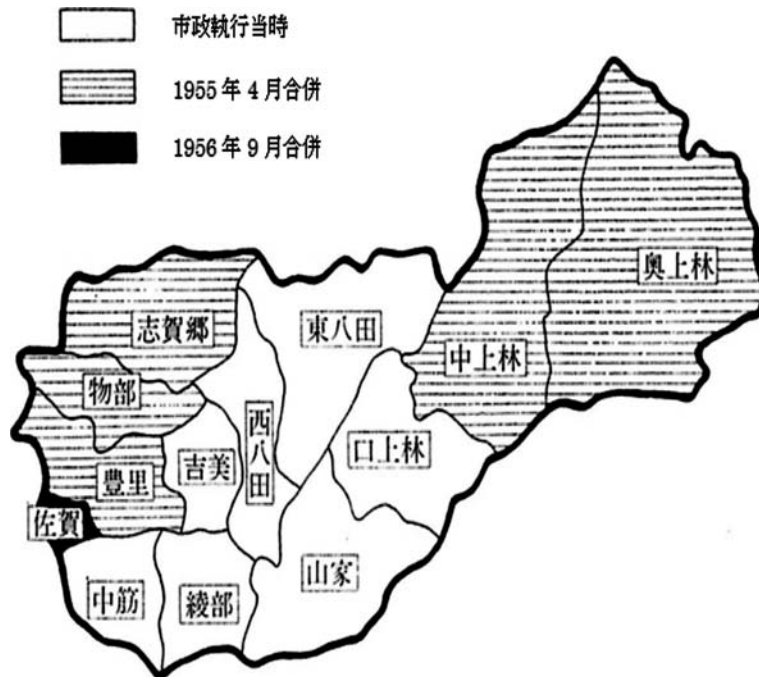 市政執行当時
1955年4月合併
1956年9月合併
奥上林
志賀郷
東八田
中上林
物部
西八田
吉美
口上林
豊里
佐賀
山家
中筋
綾部